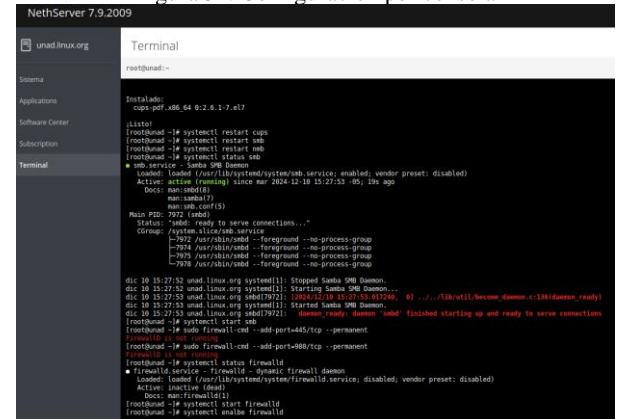 NethServer 7.9.2009
unad.linux.org
Terminal
root@unad:~
Sistema
Applications
Software Center
Subscription
Terminal
Instalado:
cups-pdf.x86_64 0:2.6.1-7.el7
¡Listo!
[root@unad ~]# systemctl restart cups
[root@unad ~]# systemctl restart smb
[root@unad ~]# systemctl restart nmb
[root@unad ~]# systemctl status smb
● smb.service - Samba SMB Daemon
Loaded: loaded (/usr/lib/systemd/system/smb.service; enabled; vendor preset: disabled)
Active: active (running) since mar 2024-12-10 15:27:53 -05; 19s ago
Docs: man:smbd(8)
man:samba(7)
man:smb.conf(5)
Main PID: 7972 (smbd)
Status: "smbd: ready to serve connections..."
CGroup: /system.slice/smb.service
├─7972 /usr/sbin/smbd --foreground --no-process-group
├─7974 /usr/sbin/smbd --foreground --no-process-group
├─7975 /usr/sbin/smbd --foreground --no-process-group
└─7978 /usr/sbin/smbd --foreground --no-process-group
dic 10 15:27:52 unad.linux.org systemd[1]: Stopped Samba SMB Daemon.
dic 10 15:27:52 unad.linux.org systemd[1]: Starting Samba SMB Daemon...
dic 10 15:27:53 unad.linux.org smbd[7972]: [2024/12/10 15:27:53.017240, 0] ../../lib/util/become_daemon.c:136(daemon_ready)
dic 10 15:27:53 unad.linux.org systemd[1]: Started Samba SMB Daemon.
dic 10 15:27:53 unad.linux.org smbd[7972]: daemon_ready: daemon 'smbd' finished starting up and ready to serve connections
[root@unad ~]# systemctl start smb
[root@unad ~]# sudo firewall-cmd --add-port=445/tcp --permanent
FirewallD is not running
[root@unad ~]# sudo firewall-cmd --add-port=980/tcp --permanent
FirewallD is not running
[root@unad ~]# systemctl status firewalld
● firewalld.service - firewalld - dynamic firewall daemon
Loaded: loaded (/usr/lib/systemd/system/firewalld.service; disabled; vendor preset: disabled)
Active: inactive (dead)
Docs: man:firewalld(1)
[root@unad ~]# systemctl start firewalld
[root@unad ~]# systemctl enalbe firewalld